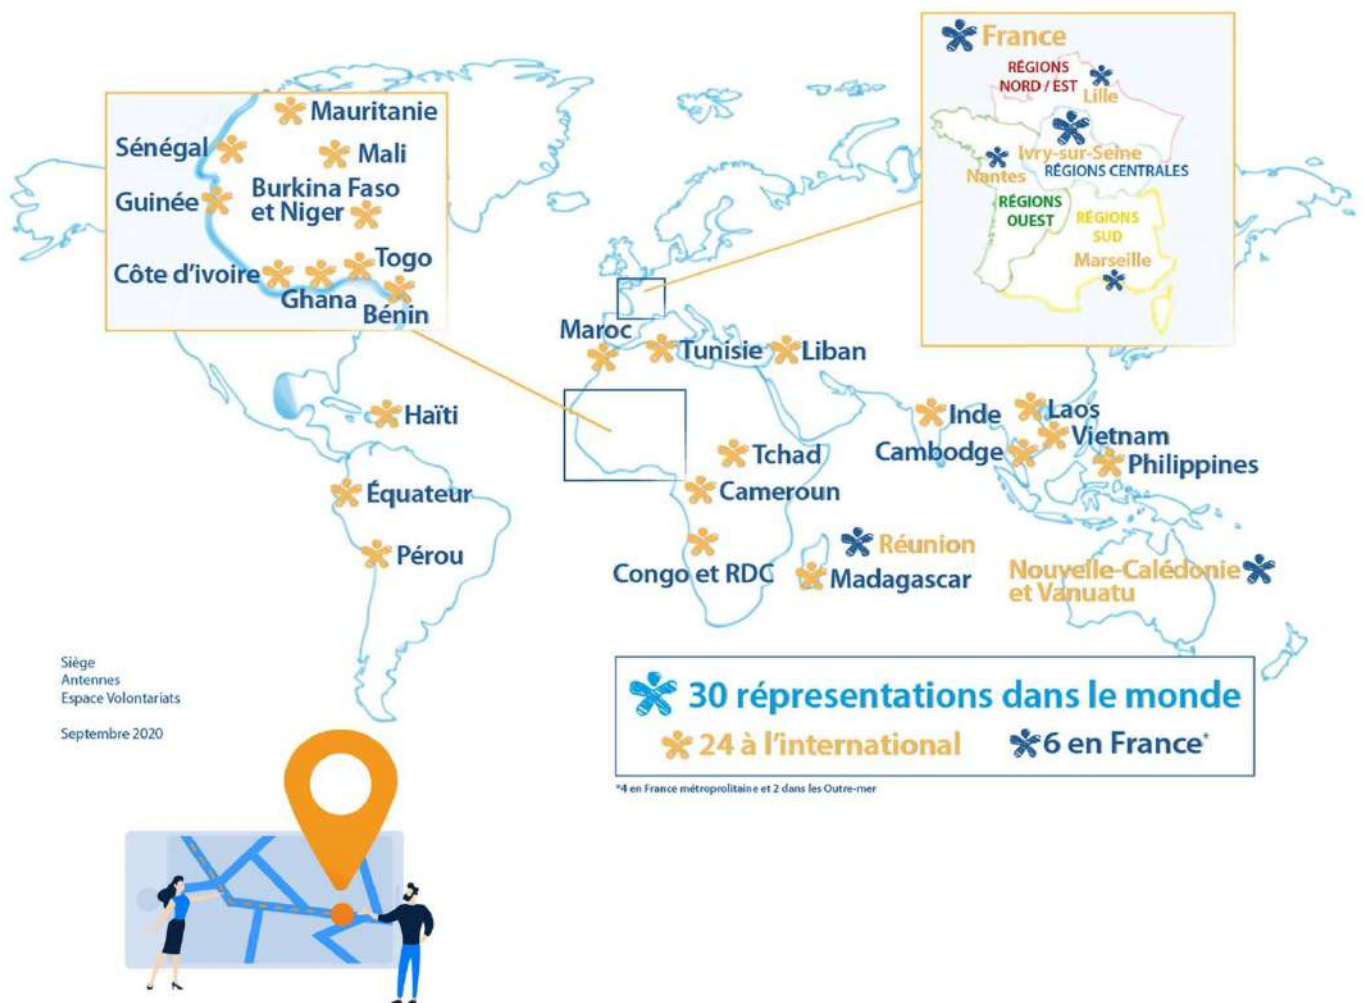 France
RÉGIONS
NORD / EST
Lille
Ivry-sur-Seine
Nantes
RÉGIONS CENTRALES
RÉGIONS
OUEST
RÉGIONS
SUD
Marseille
Mauritanie
Sénégal
Mali
Guinée
Burkina Faso
et Niger
Côte d'ivoire
Togo
Ghana
Bénin
Maroc
Tunisie
Liban
Haïti
Inde
Laos
Vietnam
Cambodge
Philippines
Tchad
Équateur
Cameroun
Pérou
Réunion
Congo et RDC
Madagascar
Nouvelle-Calédonie
et Vanuatu
Siège
Antennes
Espace Volontariats
Septembre 2020
30 répresentations dans le monde
24 à l'international
6 en France*
*4 en France métroprolitaine et 2 dans les Outre-mer